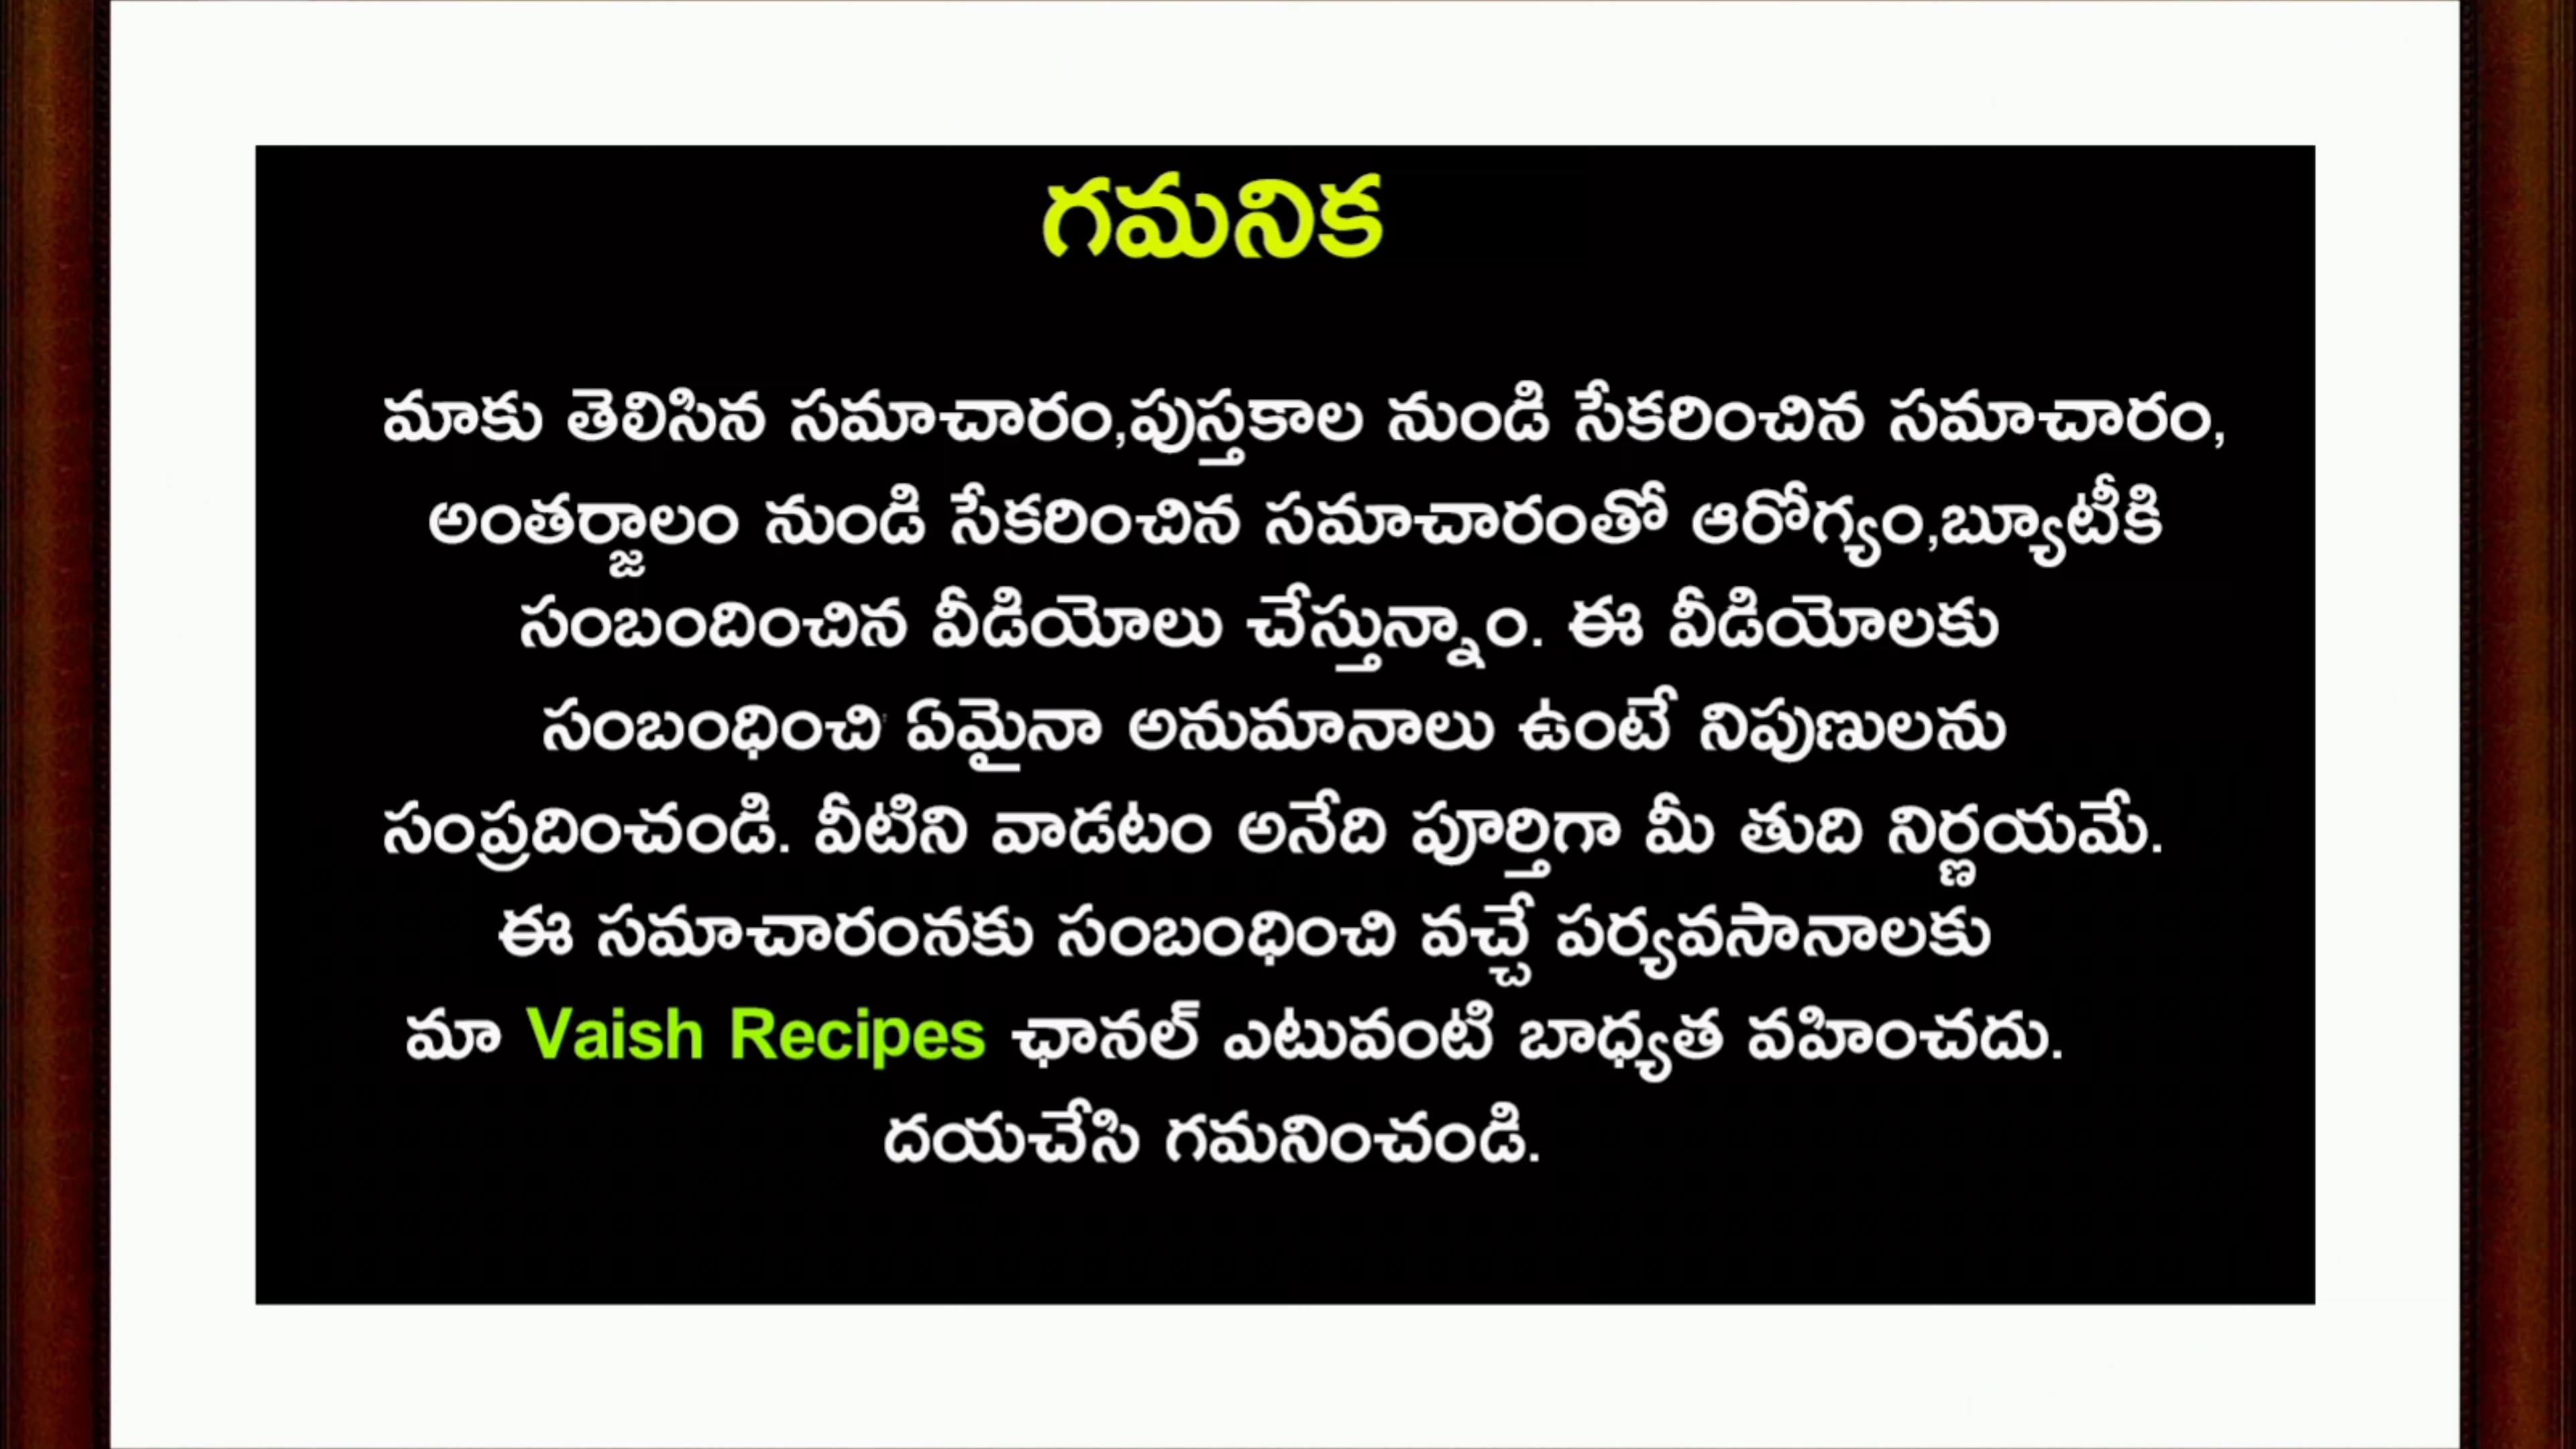 గమనిక
మాకు తెలిసిన సమాచారం,పుస్తకాల నుండి సేకరించిన సమాచారం,
అంతర్జాలం నుండి సేకరించిన సమాచారంతో ఆరోగ్యం,బ్యూటీకి
సంబందించిన వీడియోలు చేస్తున్నాం. ఈ వీడియోలకు
సంబంధించి ఏమైనా అనుమానాలు ఉంటే నిపుణులను
సంప్రదించండి. వీటిని వాడటం అనేది పూర్తిగా మీ తుది నిర్ణయమే.
ఈ సమాచారంనకు సంబంధించి వచ్చే పర్యవసానాలకు
మా Vaish Recipes ఛానల్ ఎటువంటి బాధ్యత వహించదు.
దయచేసి గమనించండి.